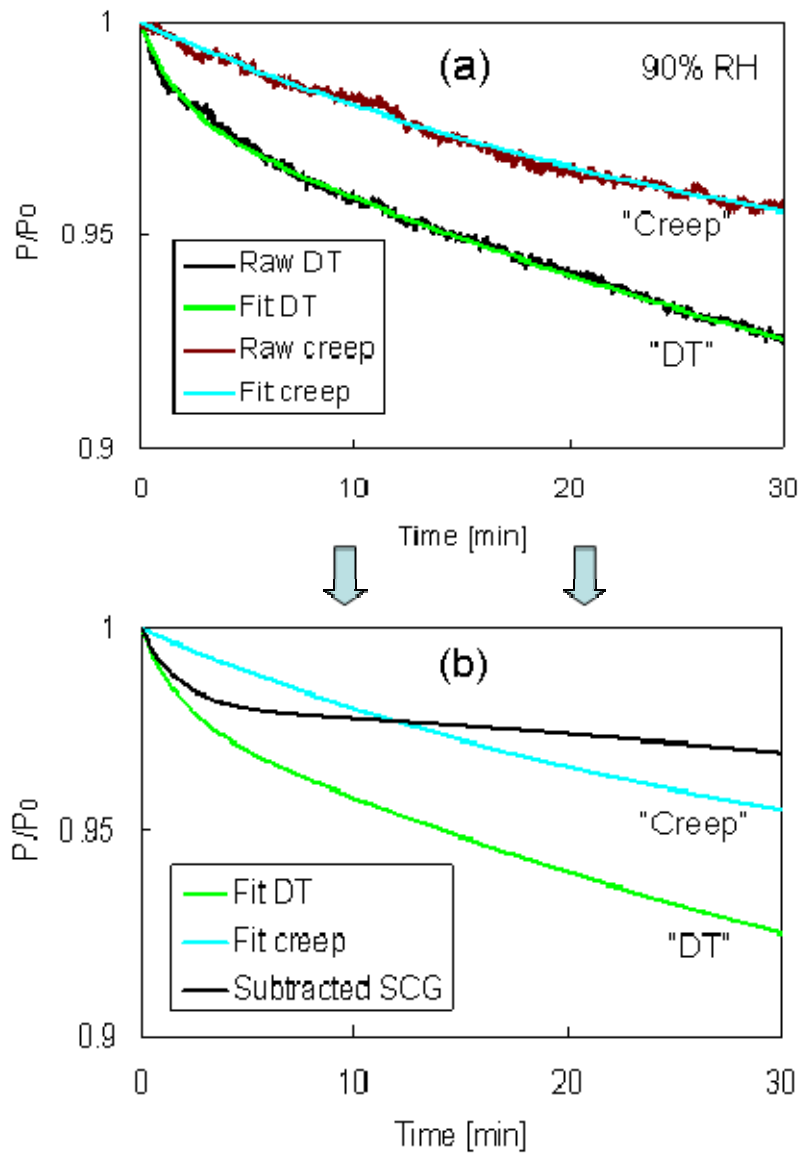 1
(a)
90% RH
P/Po
0.95
"Creep"
Raw DT
Fit DT
"DT"
Raw creep
Fit creep
0.9
0 10 20 30
Time [min]
1
(b)
P/Po
0.95
"Creep"
Fit DT
"DT"
Fit creep
Subtracted SCG
0.9
0 10 20 30
Time [min]